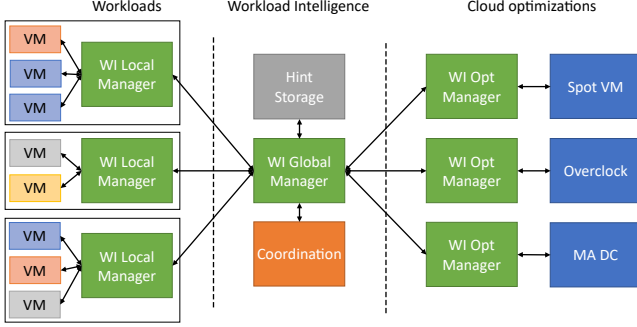 Workloads
Workload Intelligence
Cloud optimizations
VM
VM
VM
WI Local
Manager
VM
VM
WI Local
Manager
VM
VM
VM
WI Local
Manager
Hint
Storage
WI Global
Manager
Coordination
WI Opt
Manager
Spot VM
WI Opt
Manager
Overclock
WI Opt
Manager
MA DC